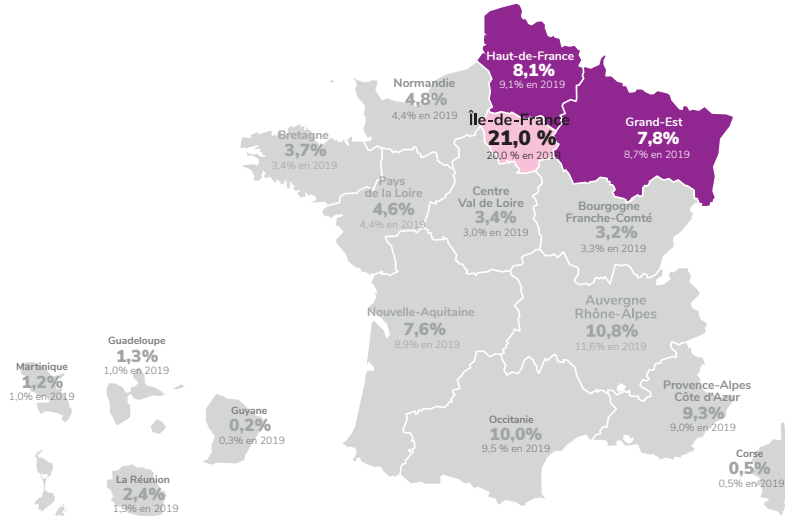 Haut-de-France
8,1%
9,1% en 2019
Normandie
4,8%
4,4% en 2019
Île-de-France
21,0 %
20,0 % en 2019
Grand-Est
7,8%
8,7% en 2019
Bretagne
3,7%
3,4% en 2019
Pays
de la Loire
4,6%
4,4% en 2019
Centre
Val de Loire
3,4%
3,0% en 2019
Bourgogne
Franche-Comté
3,2%
3,3% en 2019
Nouvelle-Aquitaine
7,6%
8,9% en 2019
Auvergne
Rhône-Alpes
10,8%
11,6% en 2019
Guadeloupe
1,3%
1,0% en 2019
Martinique
1,2%
1,0% en 2019
Guyane
0,2%
0,3% en 2019
Provence-Alpes
Côte d'Azur
9,3%
9,0% en 2019
Occitanie
10,0%
9,5 % en 2019
Corse
0,5%
0,5% en 2019
La Réunion
2,4%
1,9% en 2019